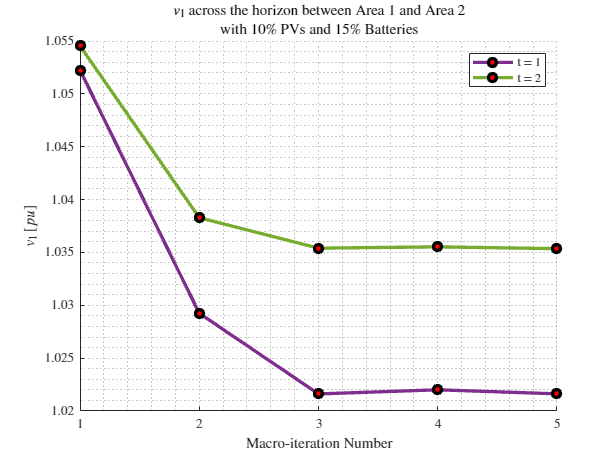 v₁ across the horizon between Area 1 and Area 2
with 10% PVs and 15% Batteries
1.055
1.05
1.045
1.04
1.035
1.03
1.025
1.02
v₁ [pu]
t = 1
t = 2
1 2 3 4 5
Macro-iteration Number